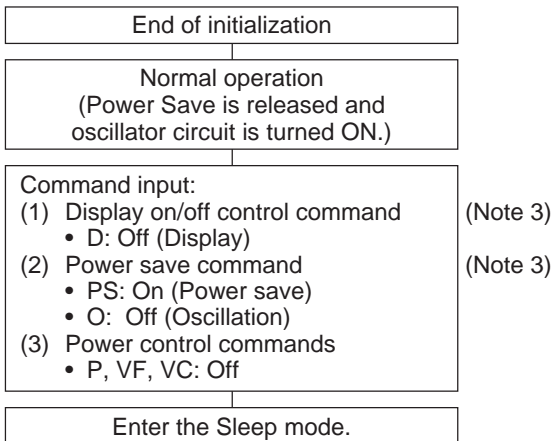 End of initialization
Normal operation
(Power Save is released and
oscillator circuit is turned ON.)
Command input:
(1) Display on/off control command (Note 3)
• D: Off (Display)
(2) Power save command (Note 3)
• PS: On (Power save)
• O: Off (Oscillation)
(3) Power control commands
• P, VF, VC: Off
Enter the Sleep mode.